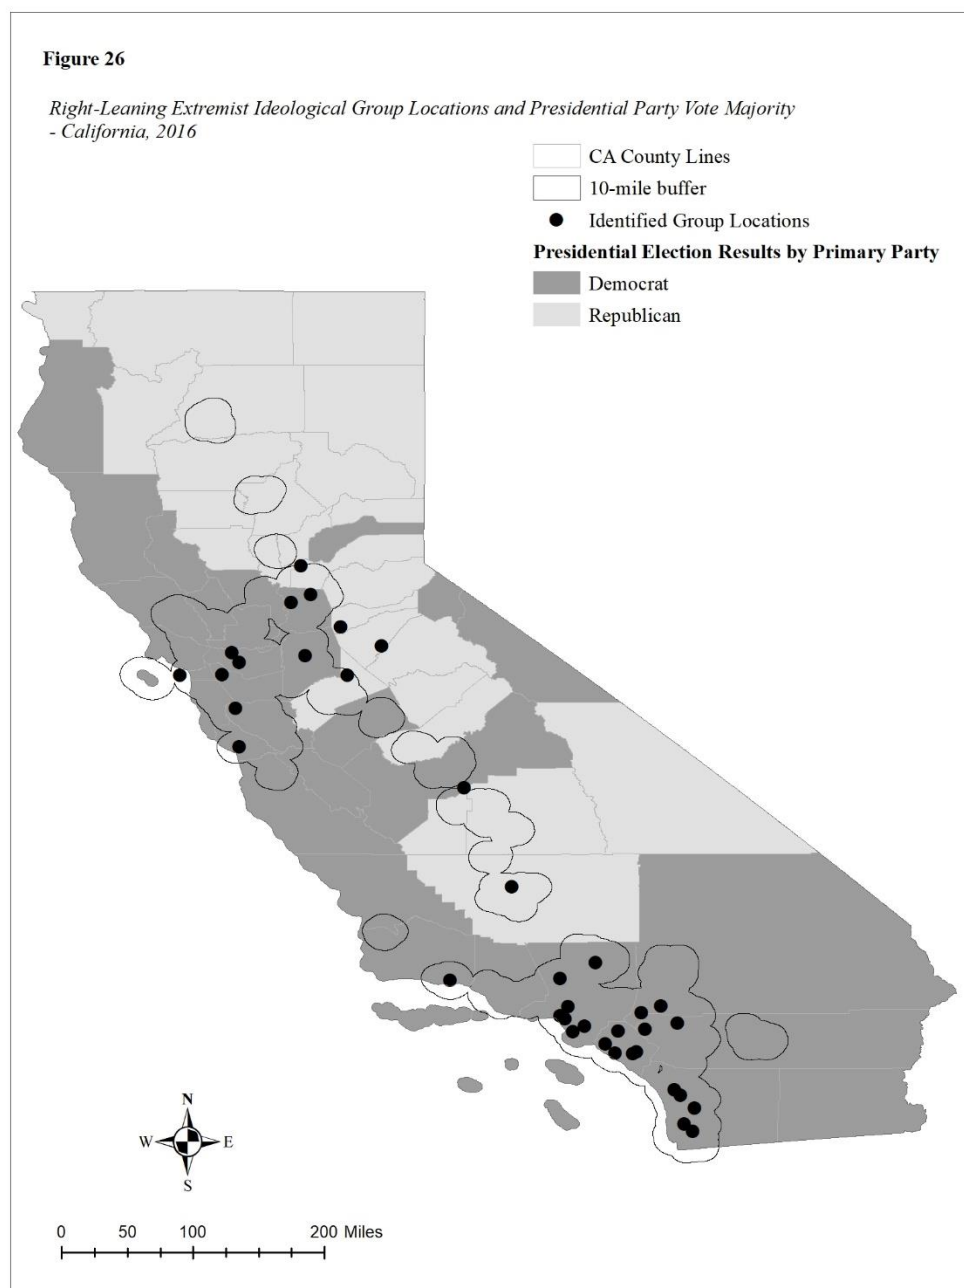 Figure 26
Right-Leaning Extremist Ideological Group Locations and Presidential Party Vote Majority
- California, 2016
CA County Lines
10-mile buffer
Identified Group Locations
Presidential Election Results by Primary Party
Democrat
Republican
N
W E
S
0 50 100 200 Miles